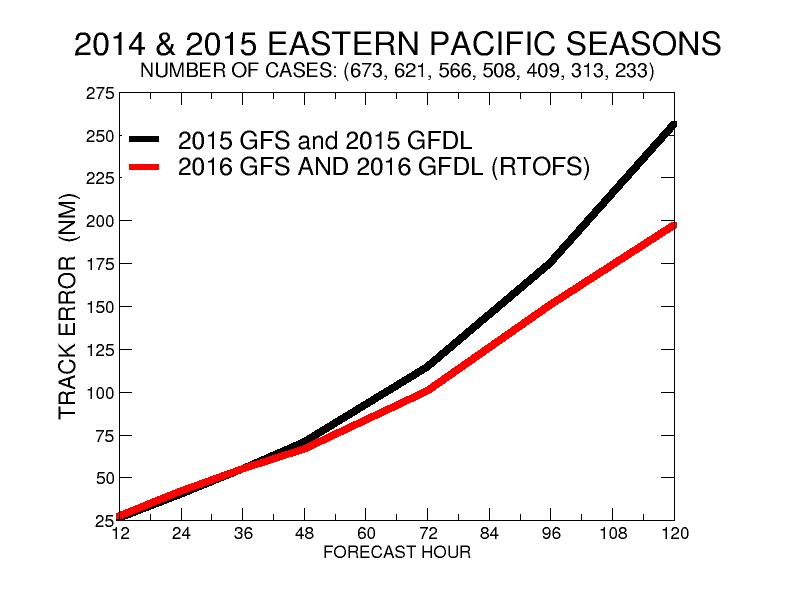 2014 & 2015 EASTERN PACIFIC SEASONS
NUMBER OF CASES: (673, 621, 566, 508, 409, 313, 233)
275
250
225
200
175
150
125
100
75
50
25
TRACK ERROR (NM)
2015 GFS and 2015 GFDL
2016 GFS AND 2016 GFDL (RTOFS)
12 24 36 48 60 72 84 96 108 120
FORECAST HOUR